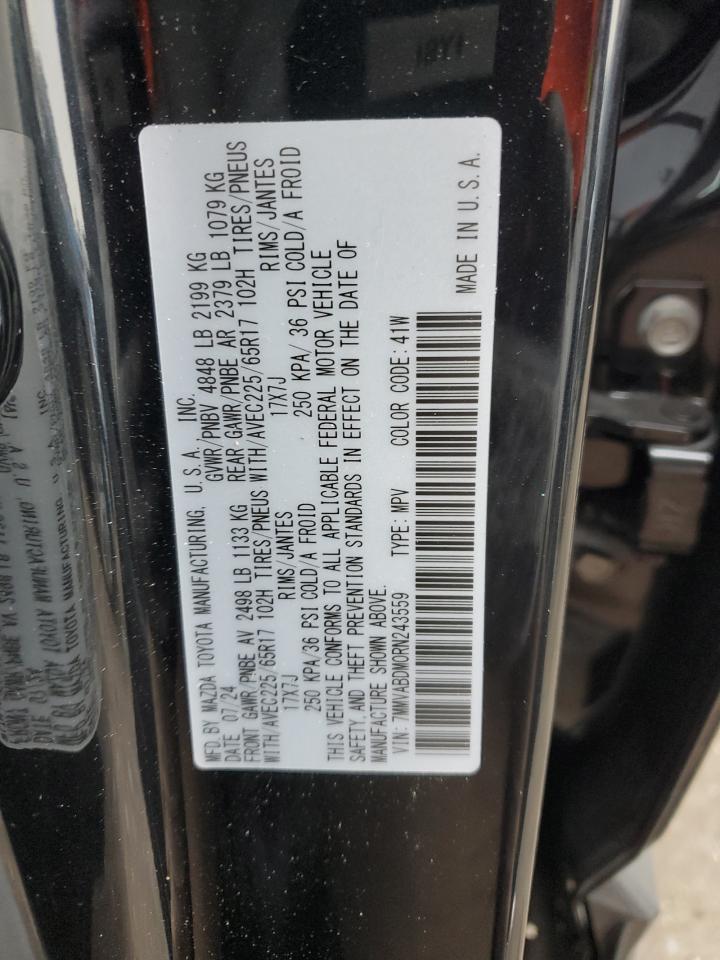 MFD. BY MAZDA TOYOTA MANUFACTURING, U. S. A., INC.
DATE 07/24 GVWR/PNBV 4848 LB 2199 KG
FRONT GAWR/PNBE AV 2498 LB 1133 KG REAR-GAWR/PNBE AR 2379 LB 1079 KG
WITH/AVEC225/65R17 102H TIRES/PNEUS WITH/AVEC225/65R17 102H TIRES/PNEUS
17X7J RIMS/JANTES 17X7J RIMS/JANTES
250 KPA/36 PSI COLD/A FROID 250 KPA/ 36 PSI COLD/A FROID
THIS VEHICLE CONFORMS TO ALL APPLICABLE FEDERAL MOTOR VEHICLE
SAFETY, AND THEFT PREVENTION STANDARDS IN EFFECT ON THE DATE OF
MANUFACTURE SHOWN ABOVE.
VIN: 7MMVABDW0RN243559 TYPE: MPV COLOR CODE: 41W
MADE IN U. S. A.